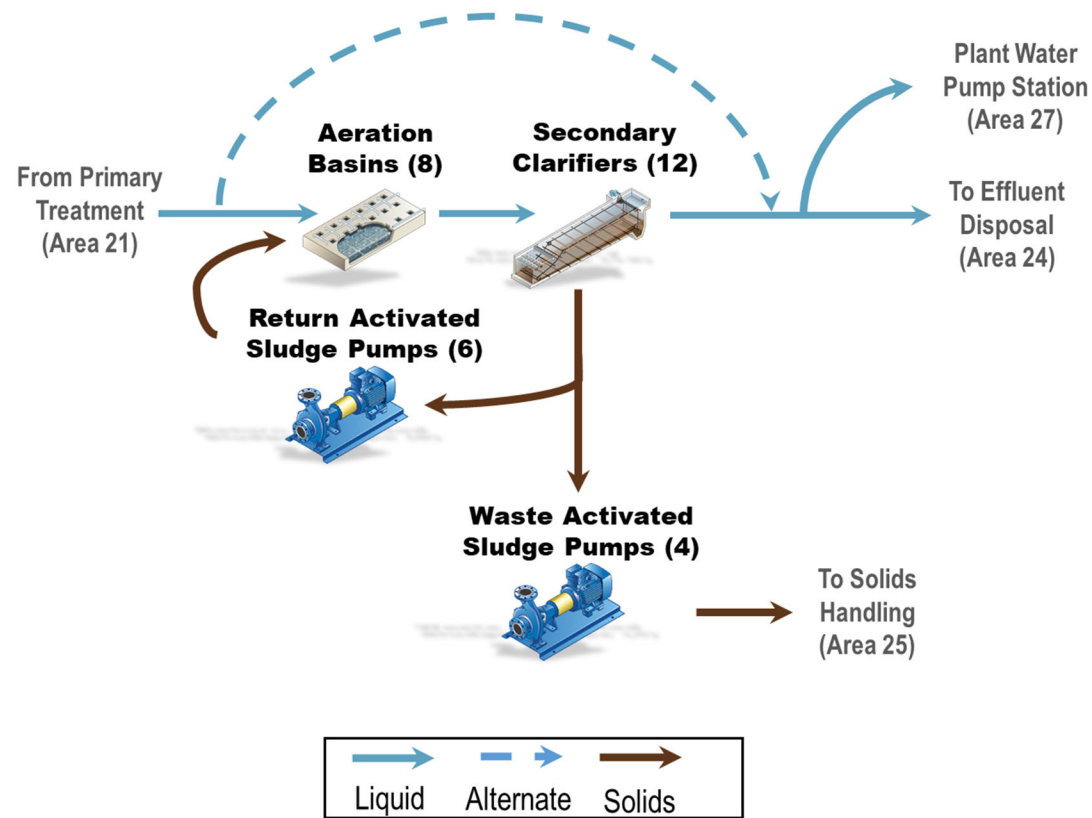 Plant Water
Pump Station
(Area 27)
Aeration
Basins (8)
Secondary
Clarifiers (12)
From Primary
Treatment
(Area 21)
To Effluent
Disposal
(Area 24)
Return Activated
Sludge Pumps (6)
Waste Activated
Sludge Pumps (4)
To Solids
Handling
(Area 25)
Liquid
Alternate
Solids